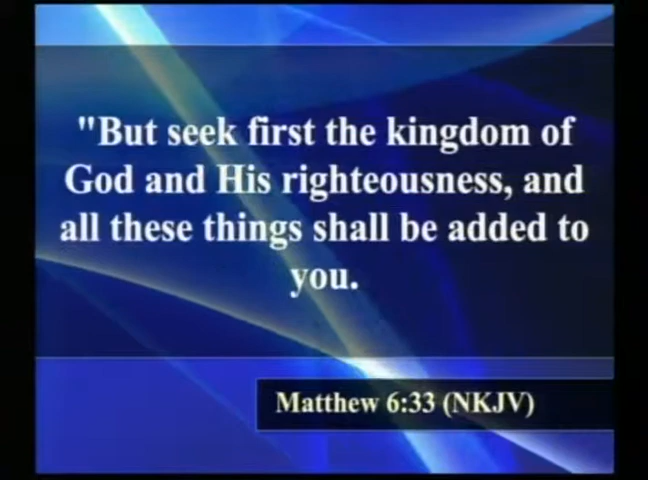 "But seek first the kingdom of
God and His righteousness, and
all these things shall be added to
you.
Matthew 6:33 (NKJV)